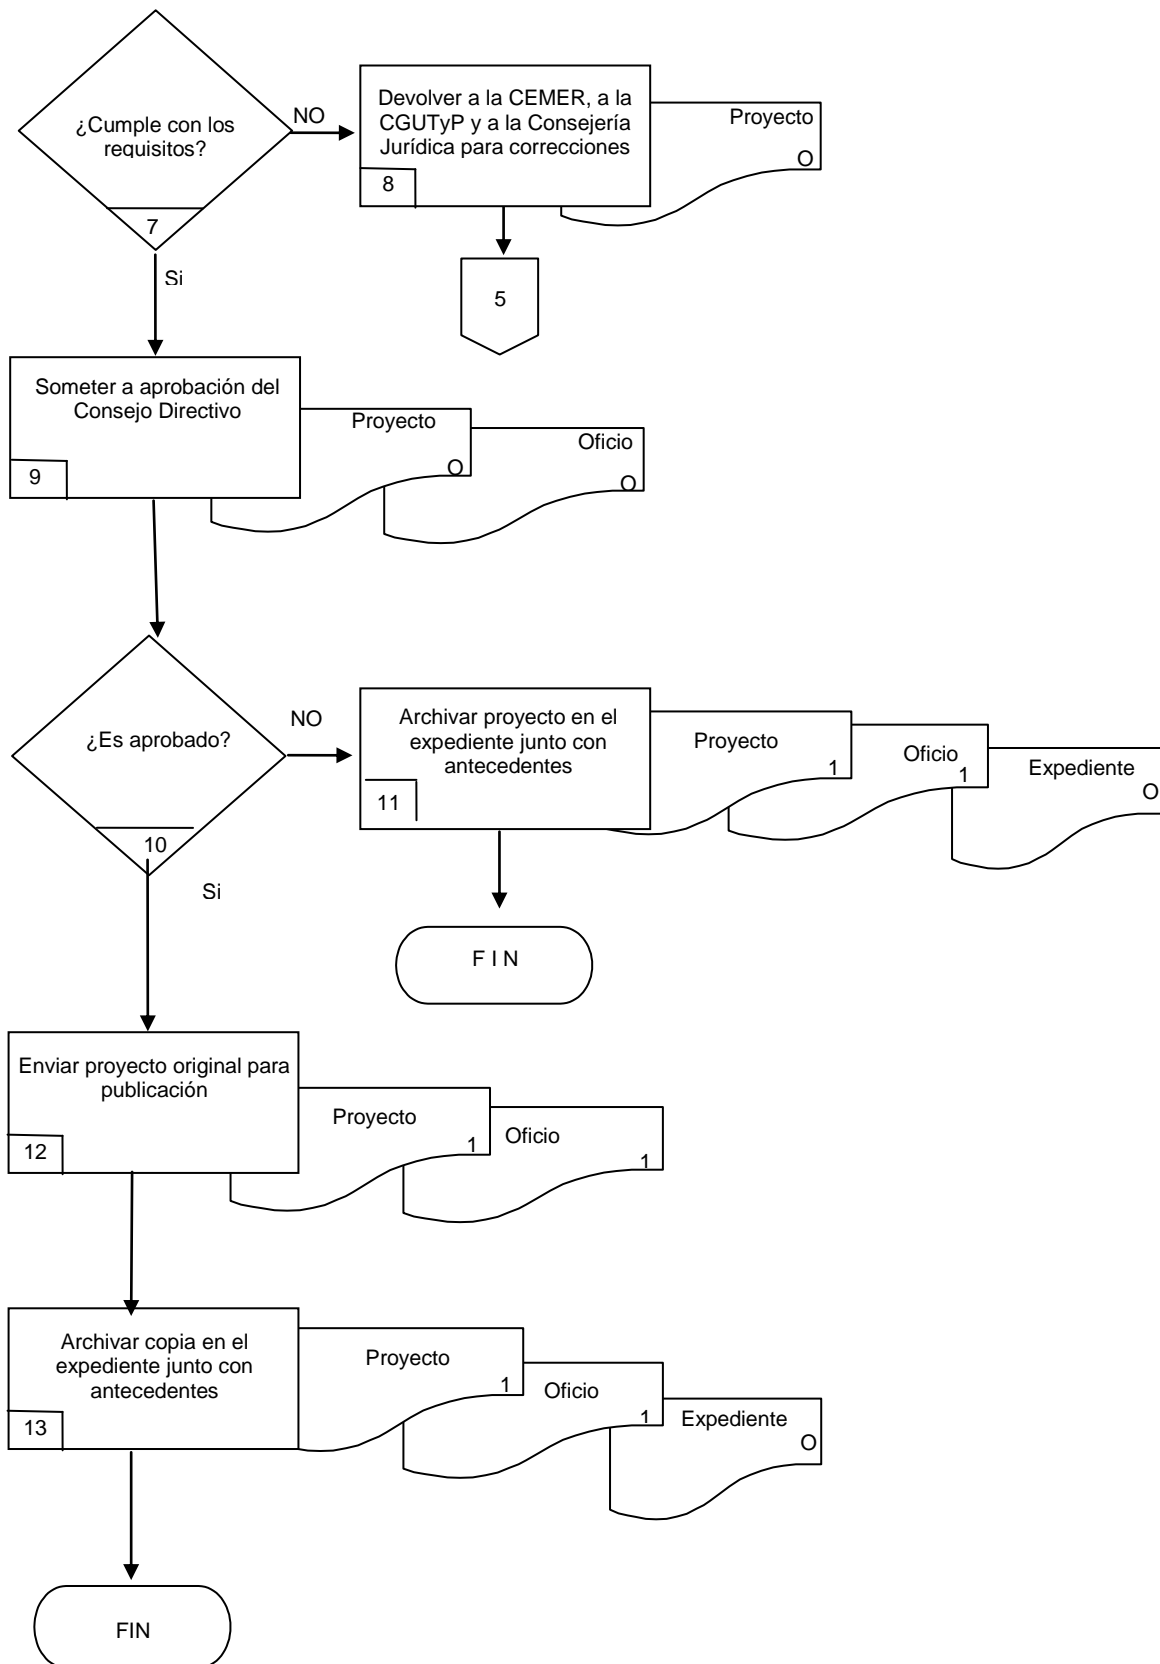 ¿Cumple con los
requisitos?
7
NO
Devolver a la CEMER, a la
CGUTyP y a la Consejería
Jurídica para correcciones
8
Proyecto
O
5
Si
Someter a aprobación del
Consejo Directivo
9
Proyecto
O
Oficio
O
¿Es aprobado?
10
NO
Archivar proyecto en el
expediente junto con
antecedentes
11
Proyecto
1
Oficio
1
Expediente
O
F I N
Si
Enviar proyecto original para
publicación
12
Proyecto
1
Oficio
1
Archivar copia en el
expediente junto con
antecedentes
13
Proyecto
1
Oficio
1
Expediente
O
FIN